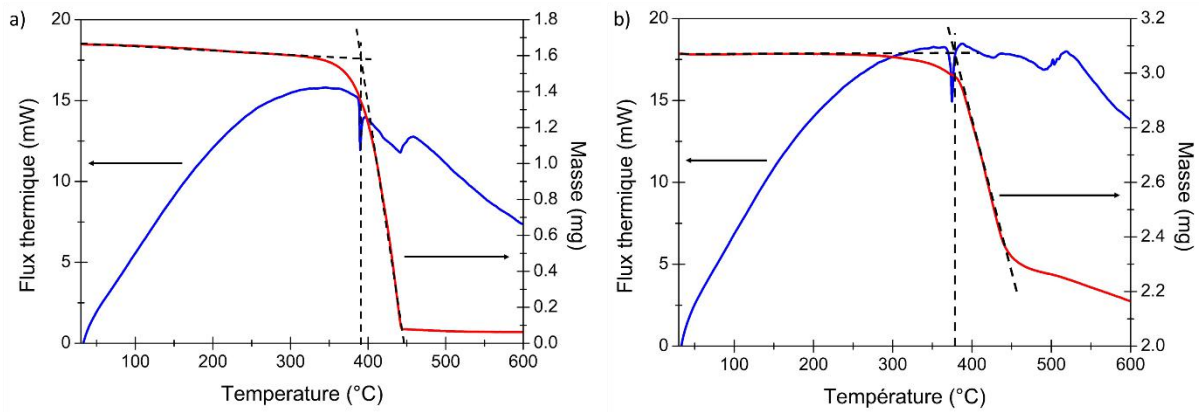 a)
20
15
10
5
0
Flux thermique (mW)
100 200 300 400 500 600
Temperature (°C)
1.8
1.6
1.4
1.2
1.0
0.8
0.6
0.4
0.2
0.0
Masse (mg)
b)
20
15
10
5
0
Flux thermique (mW)
100 200 300 400 500 600
Température (°C)
3.2
3.0
2.8
2.6
2.4
2.2
2.0
Masse (mg)